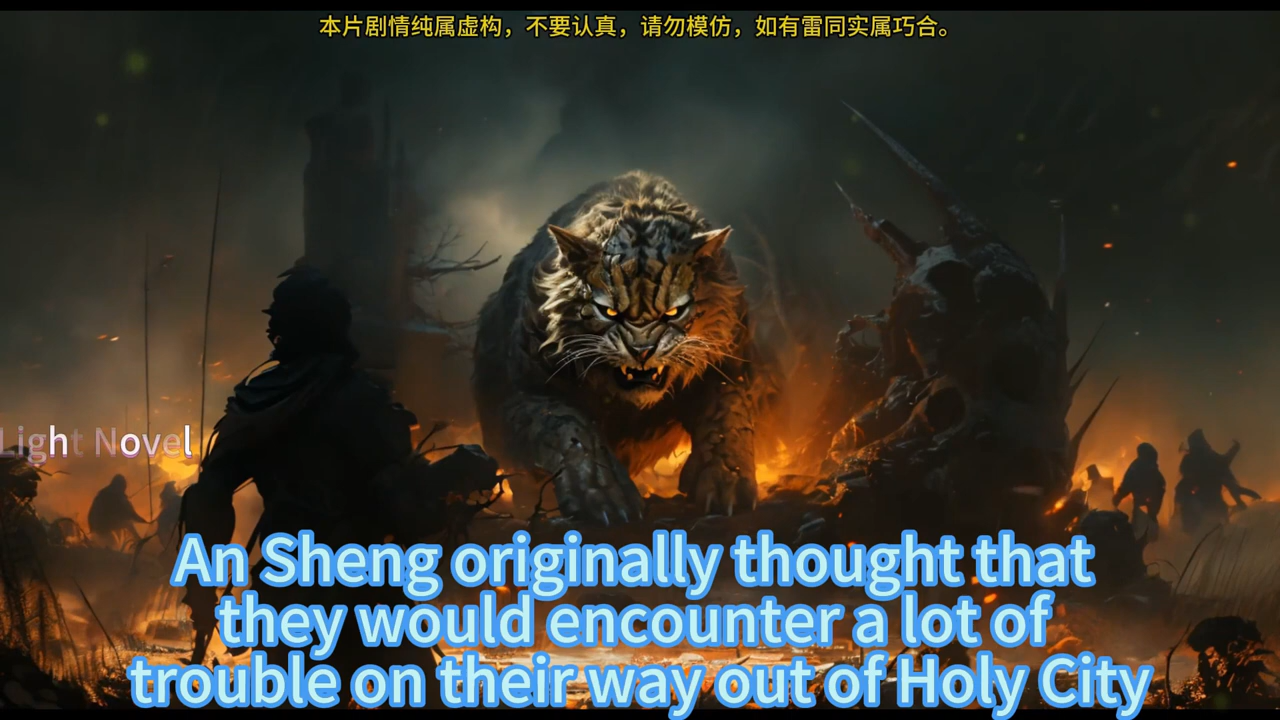 本片剧情纯属虚构，不要认真，请勿模仿，如有雷同实属巧合。
Light Novel
An Sheng originally thought that
they would encounter a lot of
trouble on their way out of Holy City